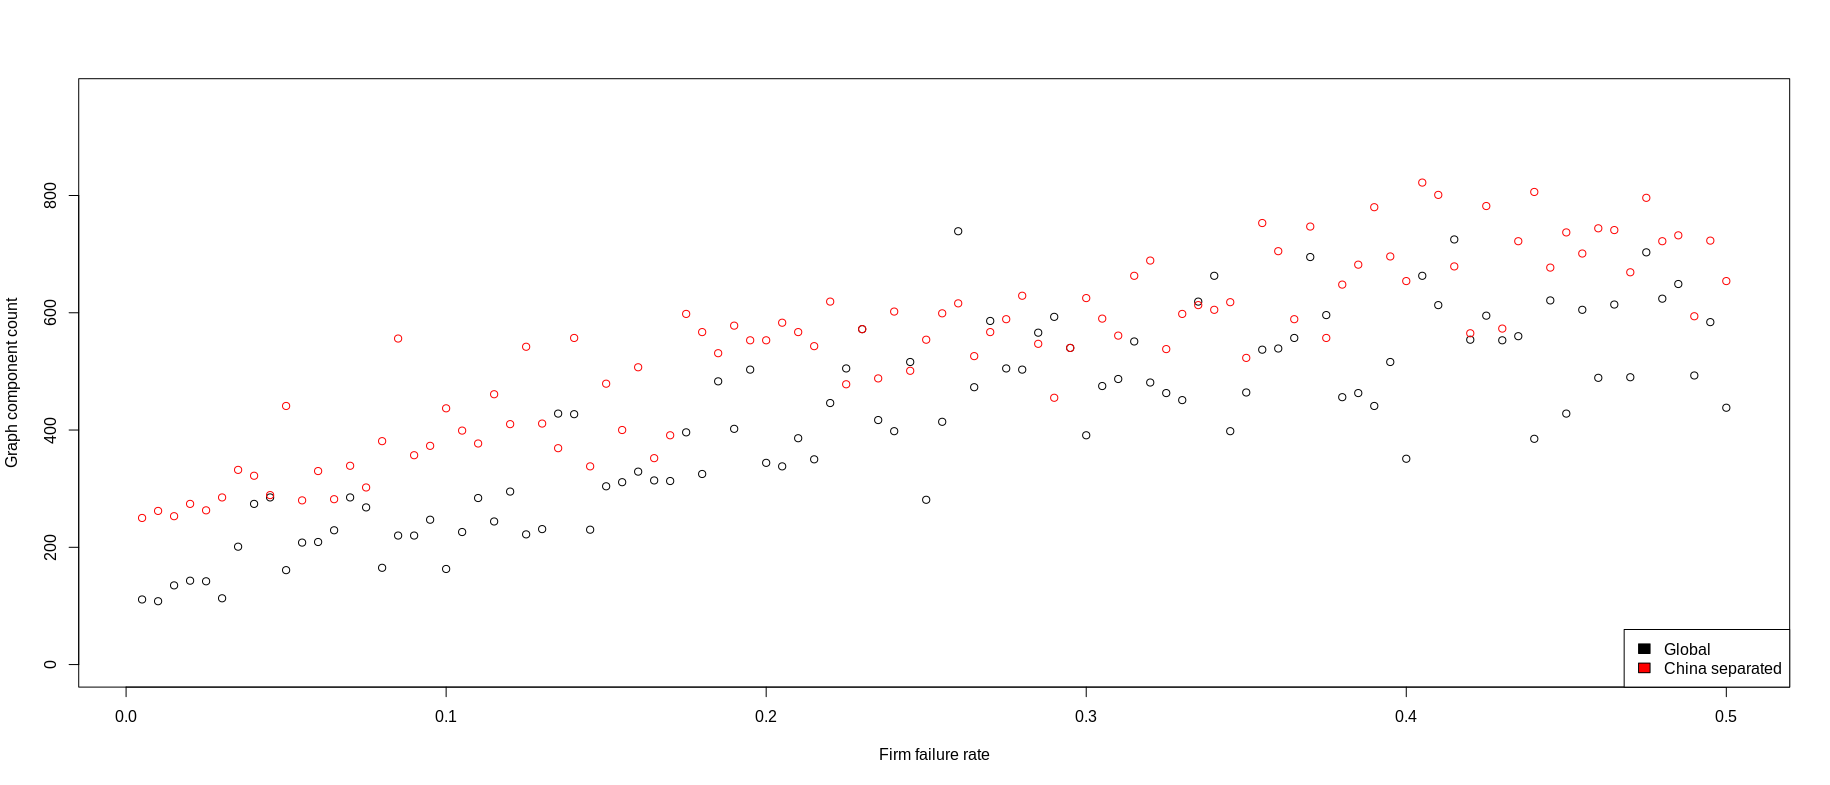 Graph component count
800
600
400
200
0
0.0 0.1 0.2 0.3 0.4 0.5
Firm failure rate
Global
China separated